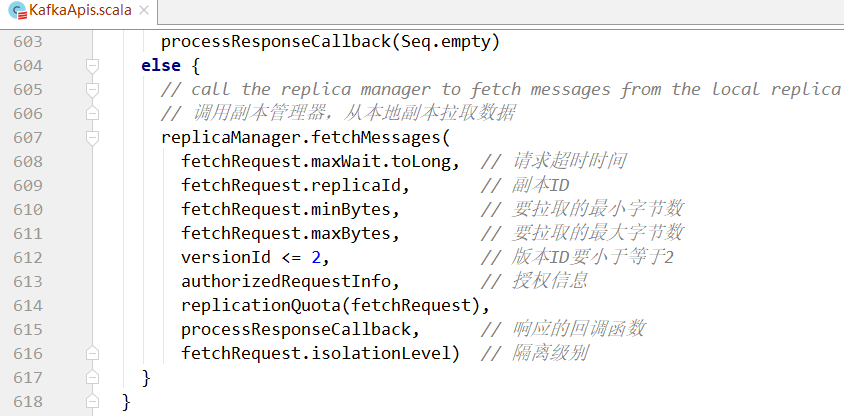 KafkaApis.scala ×
603 processResponseCallback(Seq.empty)
604 else {
605 // call the replica manager to fetch messages from the local replica
606 // 调用副本管理器，从本地副本拉取数据
607 replicaManager.fetchMessages(
608 fetchRequest.maxWait.toLong, // 请求超时时间
609 fetchRequest.replicaId, // 副本ID
610 fetchRequest.minBytes, // 要拉取的最小字节数
611 fetchRequest.maxBytes, // 要拉取的最大字节数
612 versionId <= 2, // 版本ID要小于等于2
613 authorizedRequestInfo, // 授权信息
614 replicationQuota(fetchRequest),
615 processResponseCallback, // 响应的回调函数
616 fetchRequest.isolationLevel) // 隔离级别
617 }
618 }